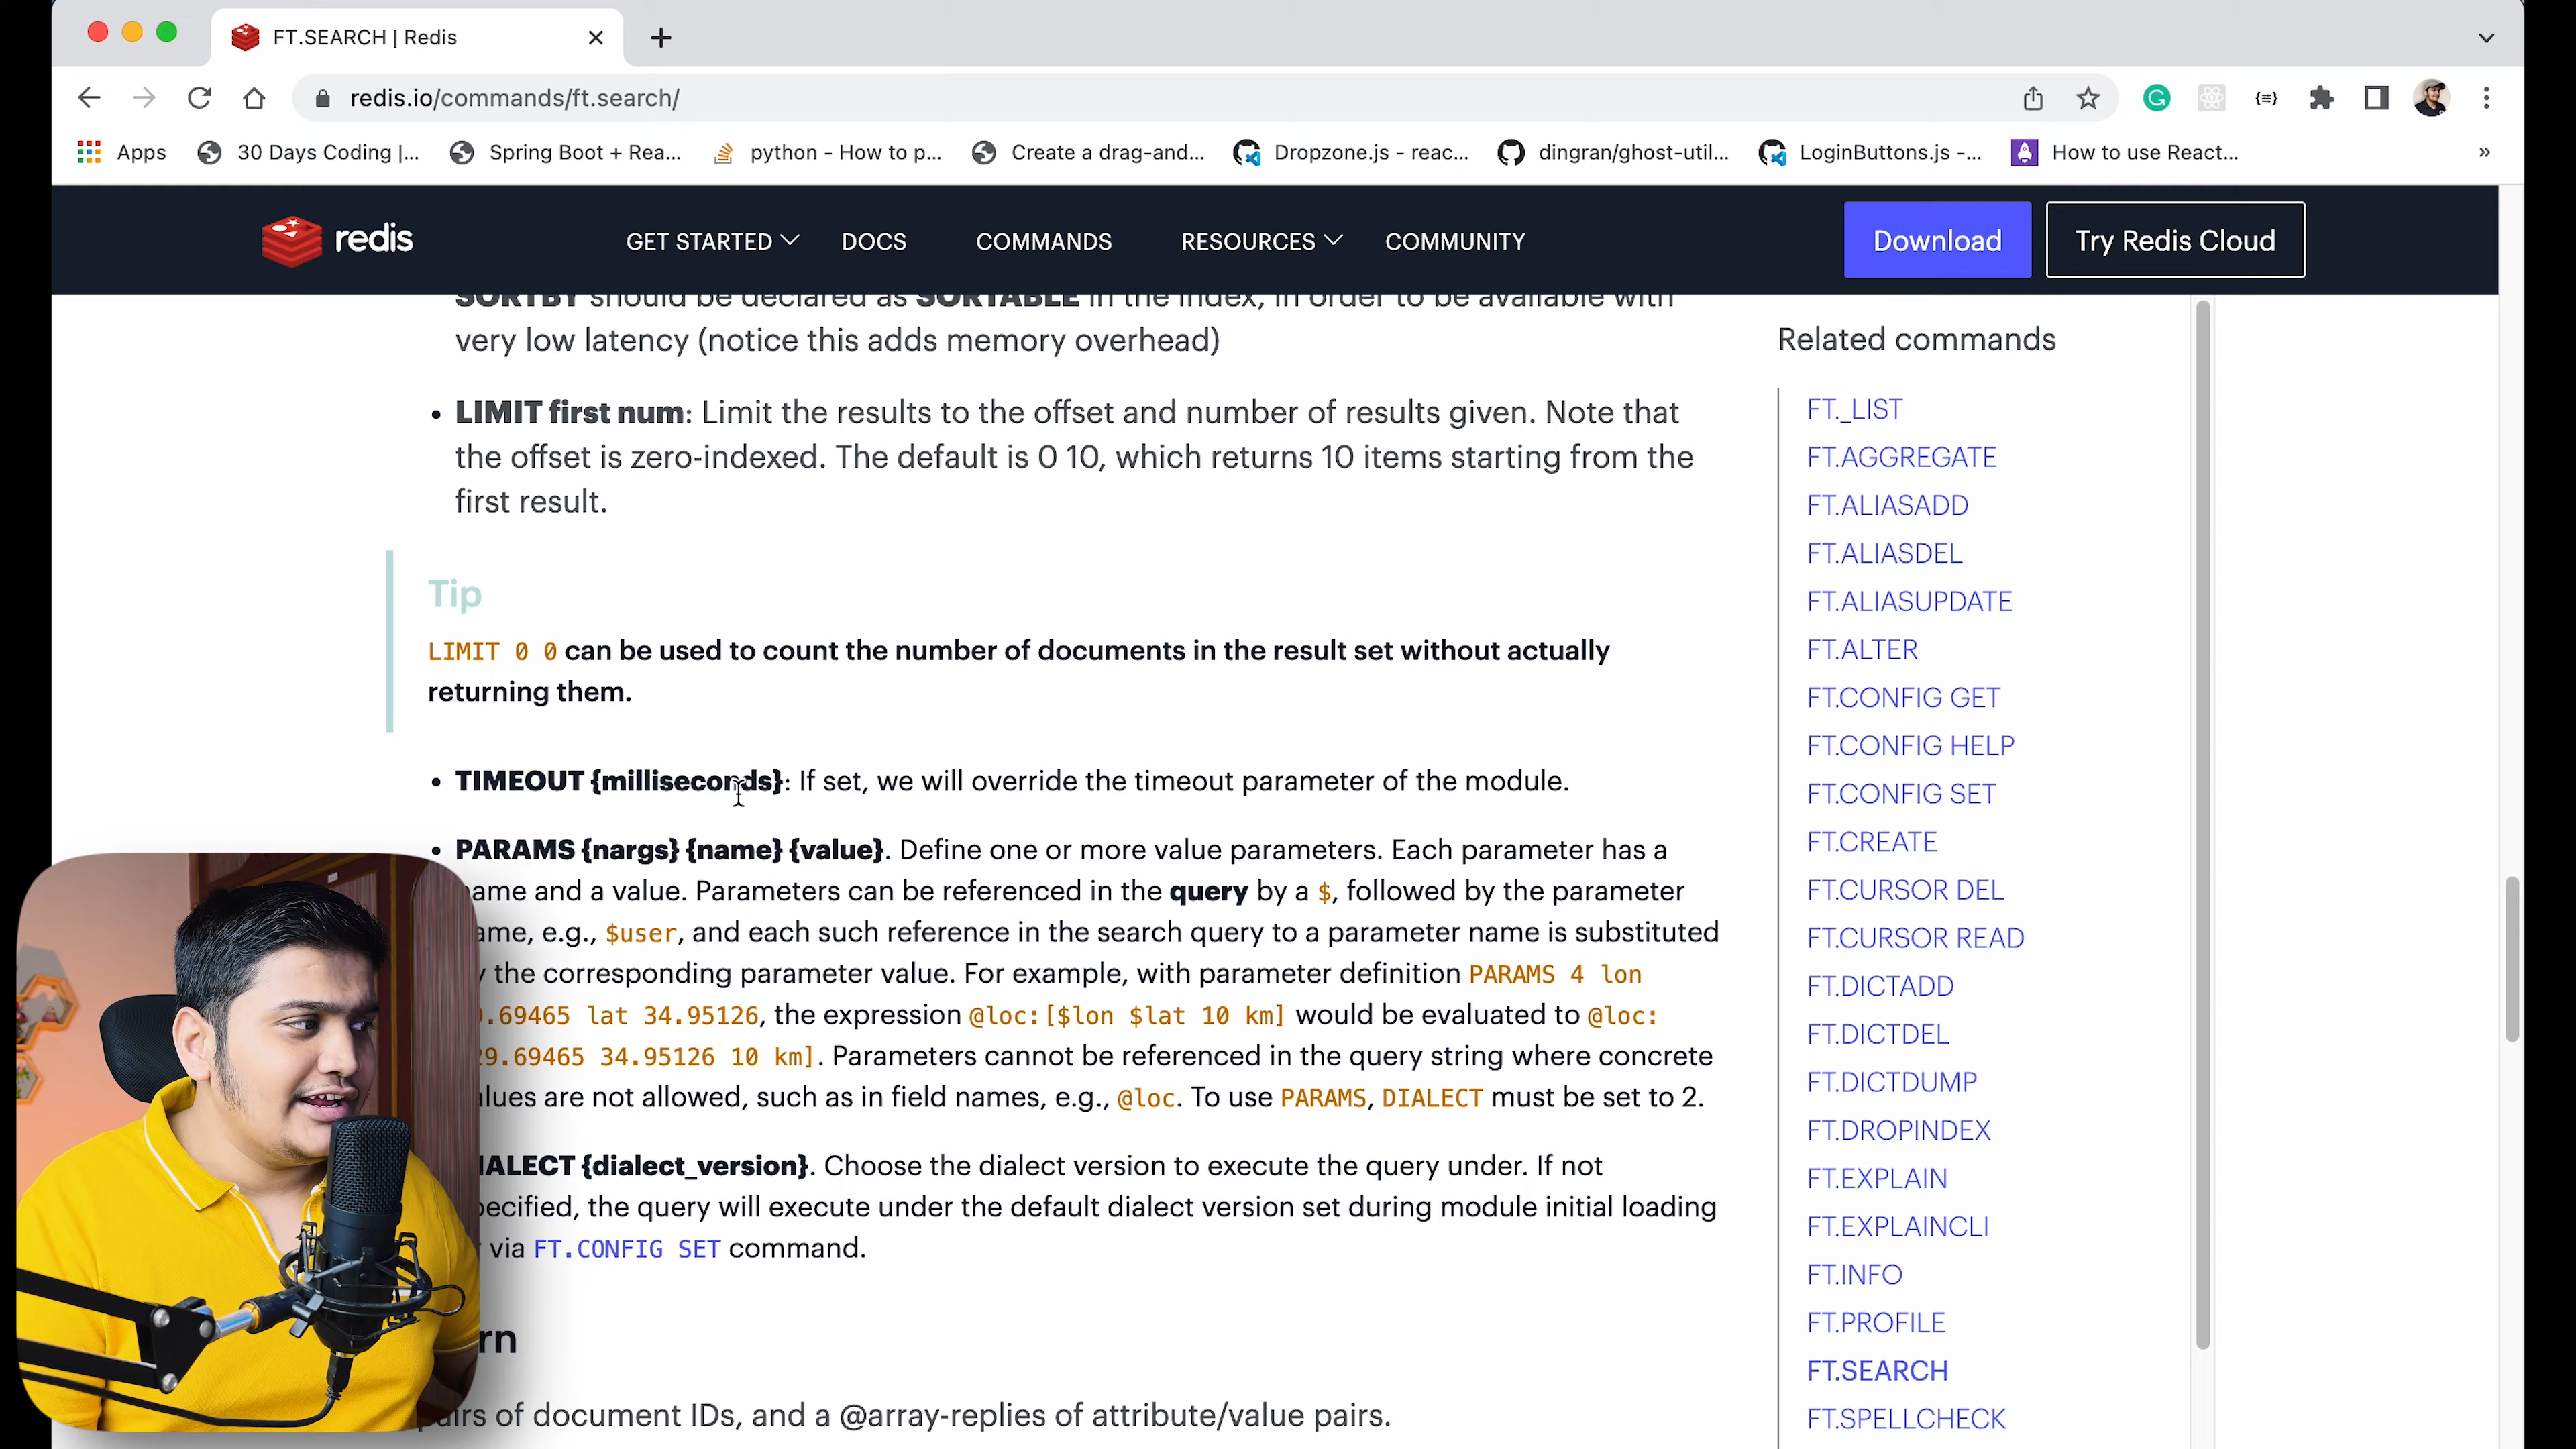 FT.SEARCH | Redis
redis.io/commands/ft.search/
Apps 30 Days Coding |... Spring Boot + Rea... python - How to p... Create a drag-and... Dropzone.js - reac... dingran/ghost-util... LoginButtons.js -... How to use React... »
redis GET STARTED DOCS COMMANDS RESOURCES COMMUNITY Download Try Redis Cloud
SORTBY should be declared as SORTABLE in the index, in order to be available with
very low latency (notice this adds memory overhead)
• LIMIT first num: Limit the results to the offset and number of results given. Note that
the offset is zero-indexed. The default is 0 10, which returns 10 items starting from the
first result.
Tip
LIMIT 0 0 can be used to count the number of documents in the result set without actually
returning them.
• TIMEOUT {milliseconds}: If set, we will override the timeout parameter of the module.
• PARAMS {nargs} {name} {value}. Define one or more value parameters. Each parameter has a
and a value. Parameters can be referenced in the query by a $, followed by the parameter
e.g., $user, and each such reference in the search query to a parameter name is substituted
the corresponding parameter value. For example, with parameter definition PARAMS 4 lon
.69465 lat 34.95126, the expression @loc:[$lon $lat 10 km] would be evaluated to @loc:
29.69465 34.95126 10 km]. Parameters cannot be referenced in the query string where concrete
alues are not allowed, such as in field names, e.g., @loc. To use PARAMS, DIALECT must be set to 2.
IALECT {dialect_version}. Choose the dialect version to execute the query under. If not
pecified, the query will execute under the default dialect version set during module initial loading
via FT.CONFIG SET command.
rn
airs of document IDs, and a @array-replies of attribute/value pairs.
Related commands
FT._LIST
FT.AGGREGATE
FT.ALIASADD
FT.ALIASDEL
FT.ALIASUPDATE
FT.ALTER
FT.CONFIG GET
FT.CONFIG HELP
FT.CONFIG SET
FT.CREATE
FT.CURSOR DEL
FT.CURSOR READ
FT.DICTADD
FT.DICTDEL
FT.DICTDUMP
FT.DROPINDEX
FT.EXPLAIN
FT.EXPLAINCLI
FT.INFO
FT.PROFILE
FT.SEARCH
FT.SPELLCHECK